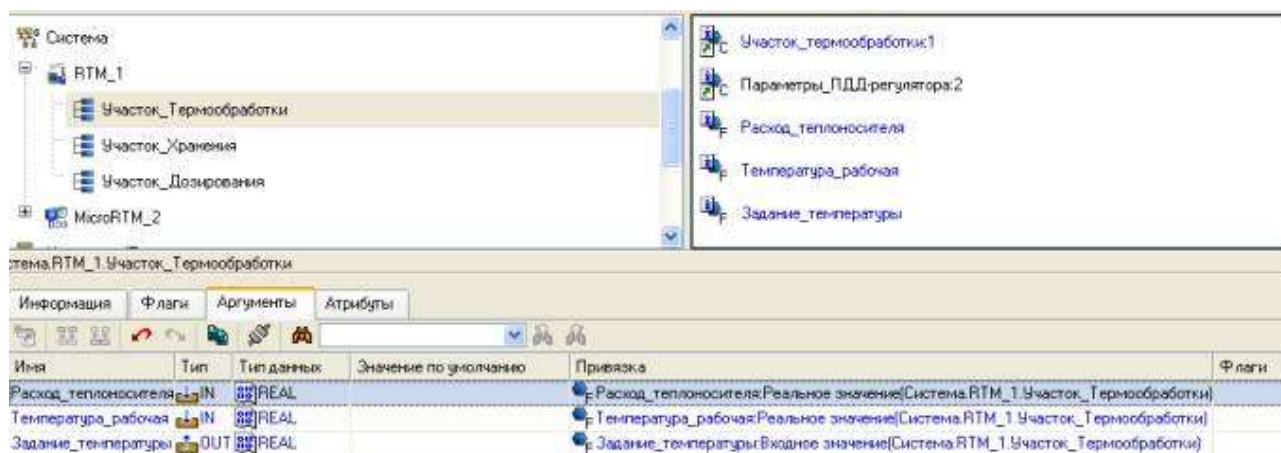 Система
RTM_1
Участок_Термообработки
Участок_Хранения
Участок_Дозирования
MicroRTM_2
Участок_термообработки:1
Параметры_ПДД-регулятора:2
Расход_теплоносителя
Температура_рабочая
Задание_температуры
тема.RTM_1.Участок_Термообработки
Информация Флаги Аргументы Атрибуты
Имя Тип Тип данных Значение по умолчанию Привязка Флаги
Расход_теплоносителя IN REAL Расход_теплоносителя:Реальное значение(Система.RTM_1.Участок_Термообработки)
Температура_рабочая IN REAL Температура_рабочая:Реальное значение(Система.RTM_1.Участок_Термообработки)
Задание_температуры OUT REAL Задание_температуры:Входное значение(Система.RTM_1.Участок_Термообработки)